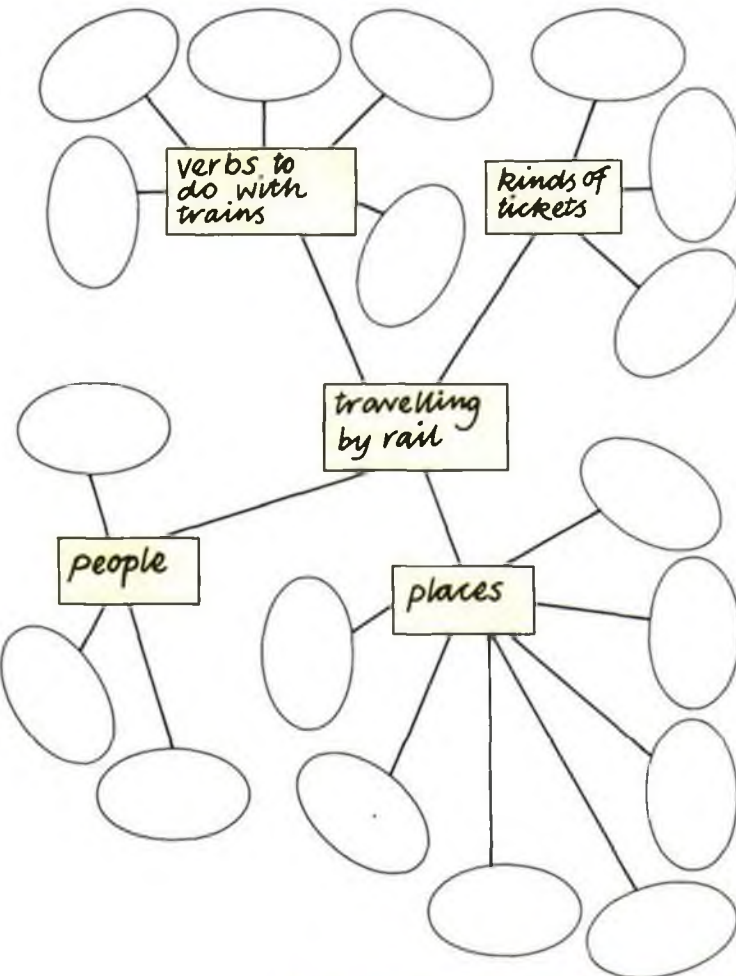 verbs to
do with
trains
kinds of
tickets
travelling
by rail
people
places